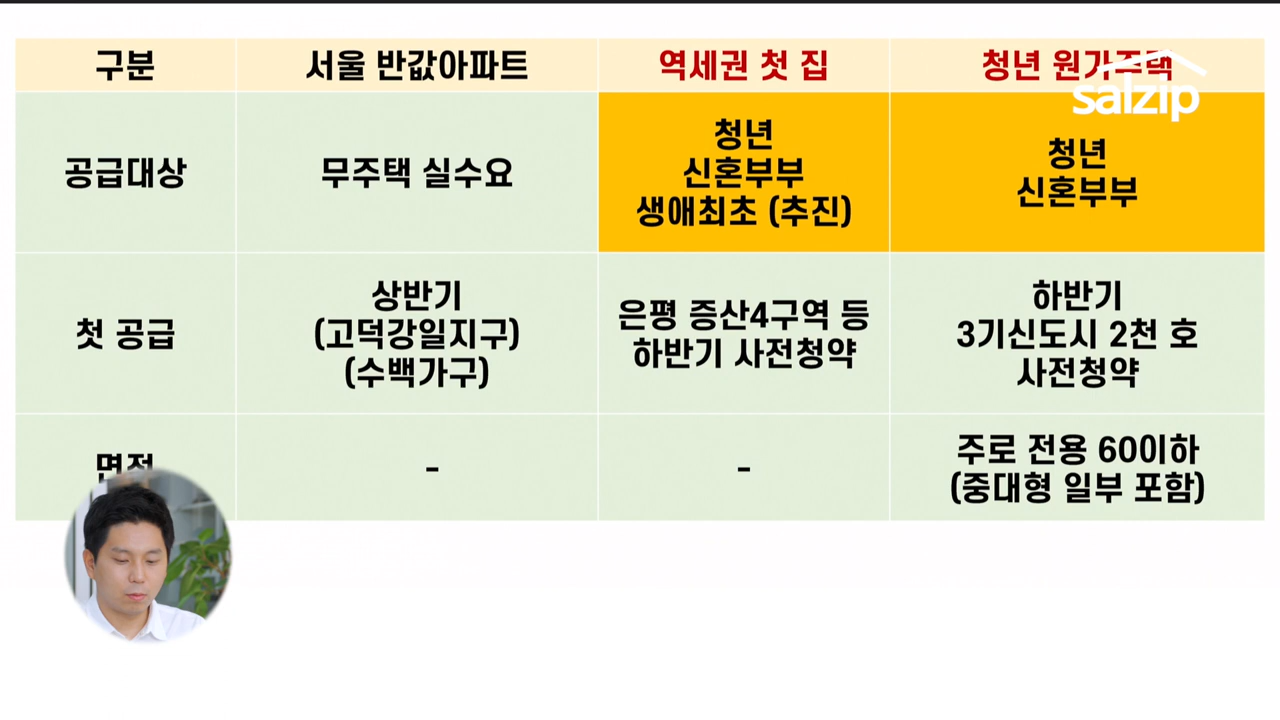 구분 서울 반값아파트 역세권 첫 집 청년 원가주택
salzip
공급대상 무주택 실수요 청년 신혼부부 생애최초 (추진) 청년 신혼부부
첫 공급 상반기 (고덕강일지구) (수백가구) 은평 증산4구역 등 하반기 사전청약 하반기 3기신도시 2천 호 사전청약
면적 - - 주로 전용 60이하 (중대형 일부 포함)